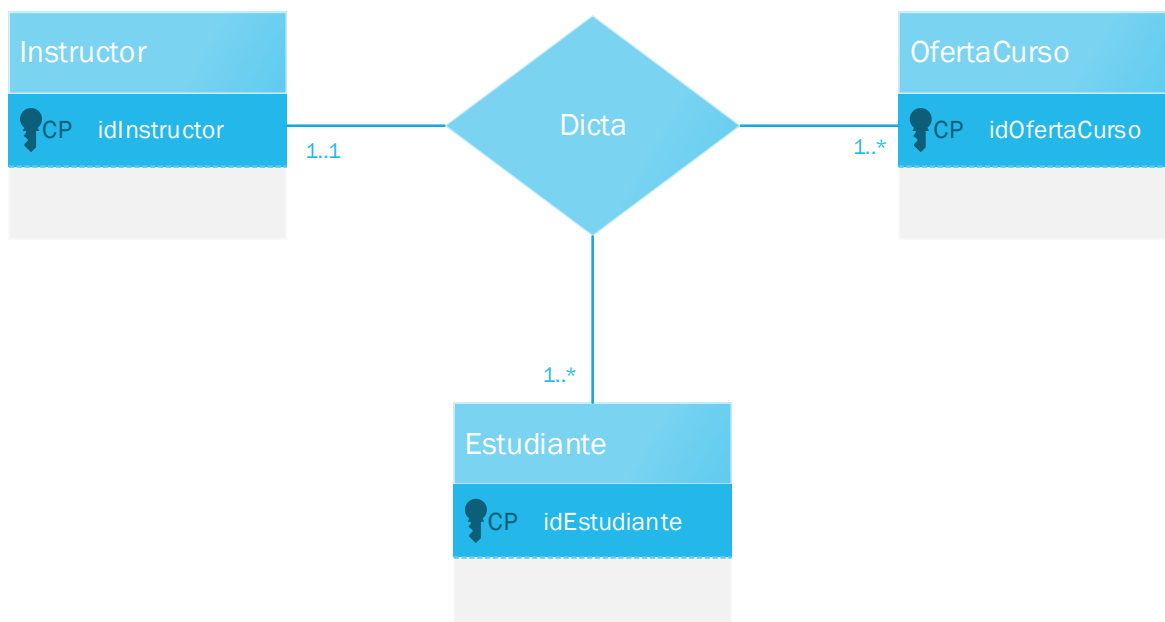 Instructor
CP idInstructor
1..1
Dicta
OfertaCurso
CP idOfertaCurso
1..*
1..*
Estudiante
CP idEstudiante